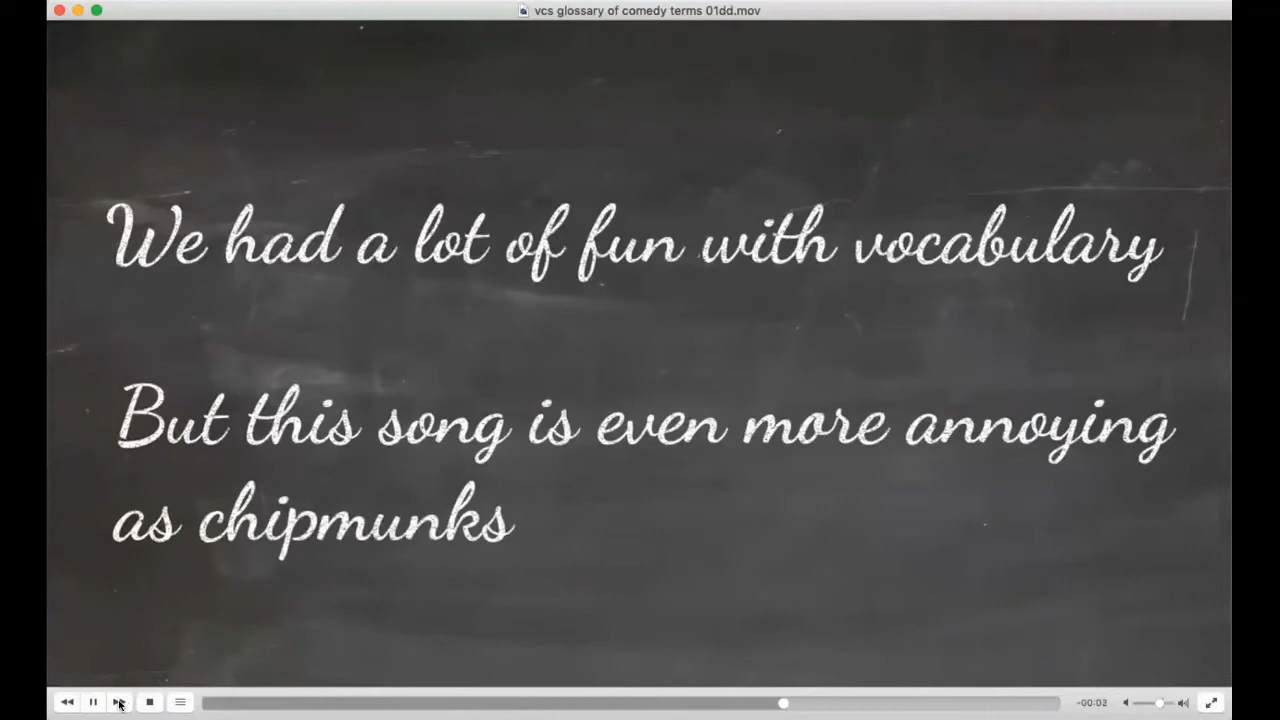 vcs glossary of comedy terms 01dd.mov
We had a lot of fun with vocabulary
But this song is even more annoying
as chipmunks
-00:02